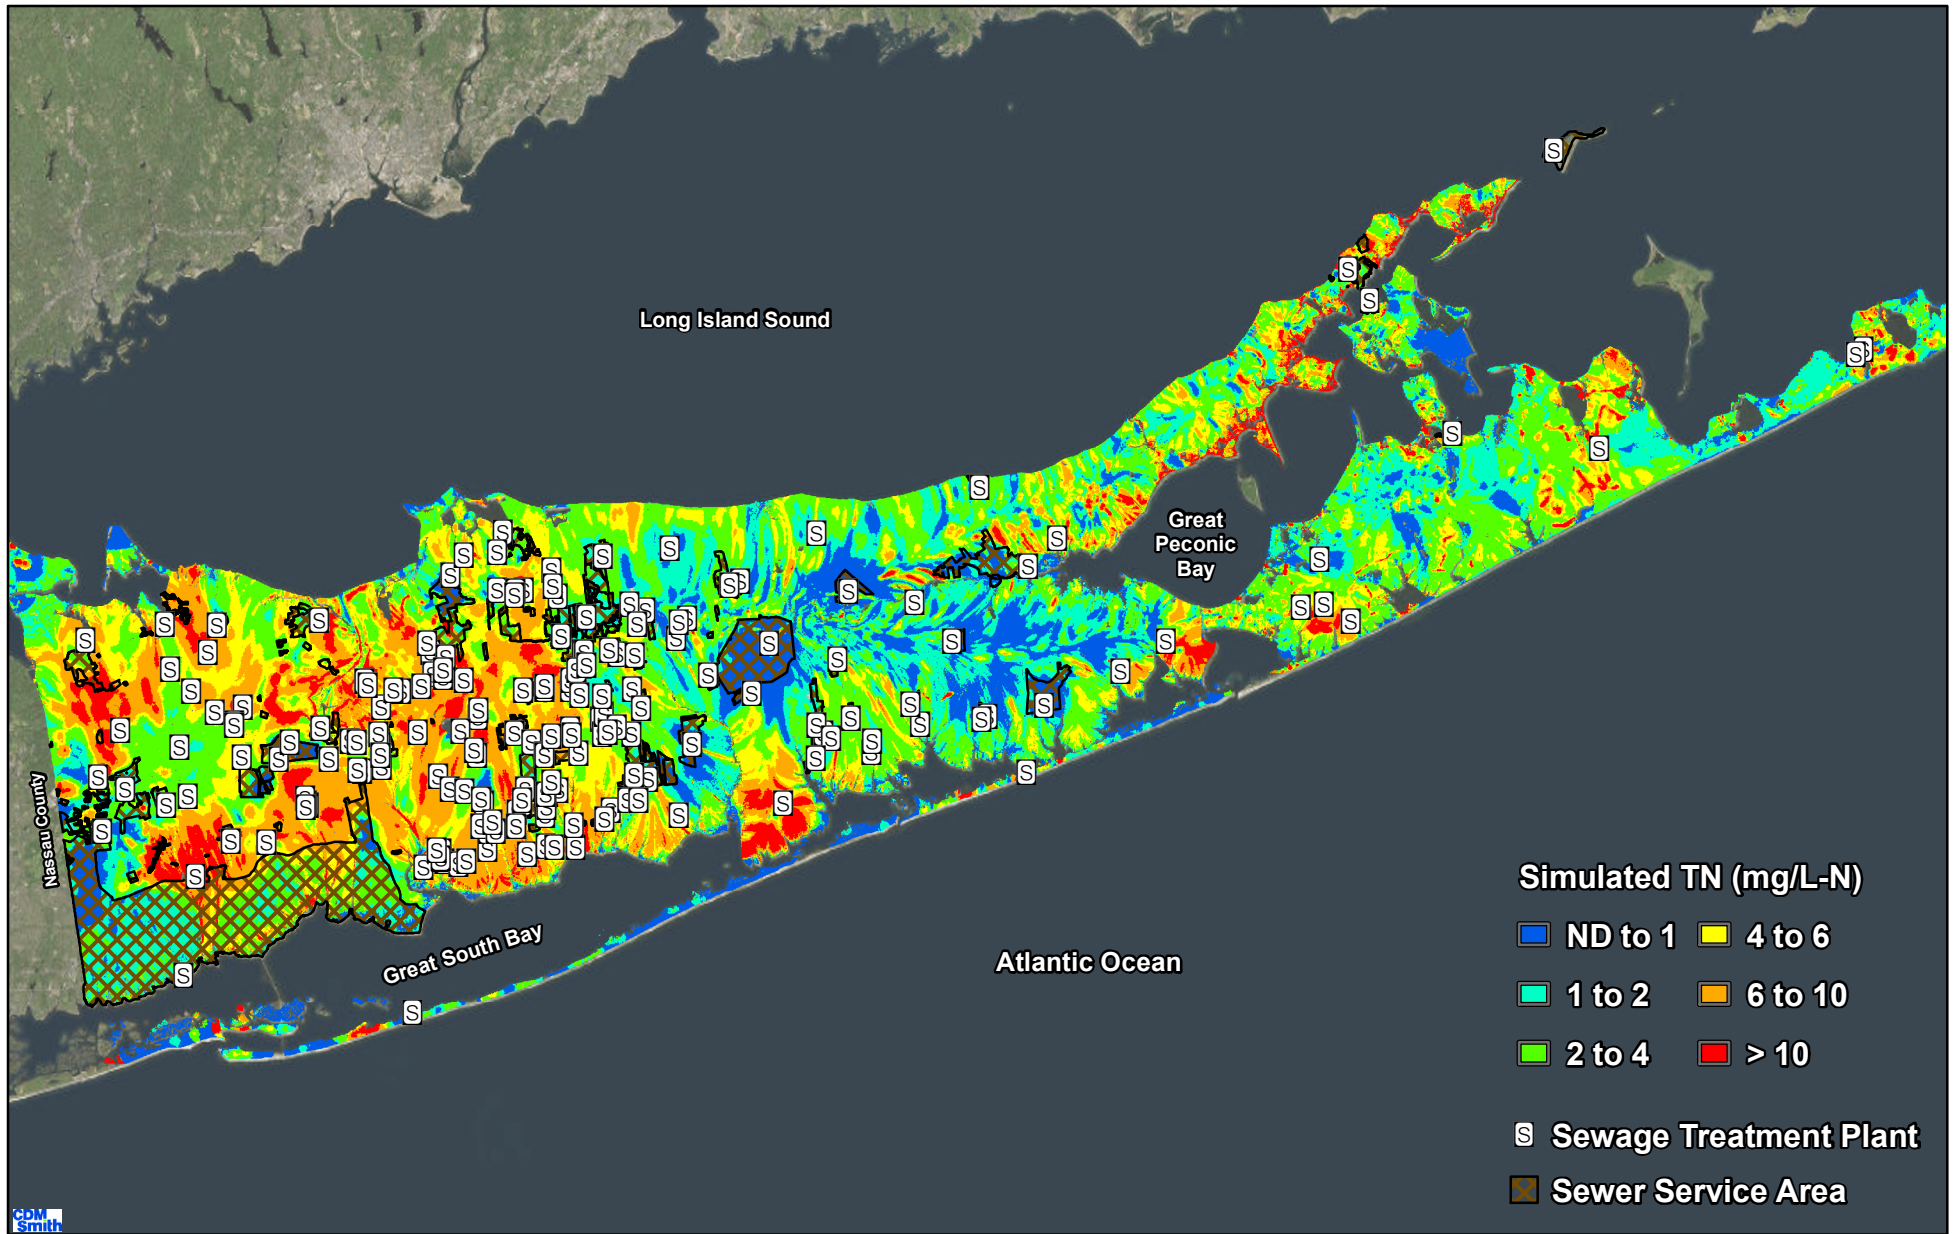 Long Island Sound
Great
Peconic
Bay
Nassau County
Great South Bay
Atlantic Ocean
Simulated TN (mg/L-N)
ND to 1
4 to 6
1 to 2
6 to 10
2 to 4
> 10
S Sewage Treatment Plant
Sewer Service Area
CDM
Smith